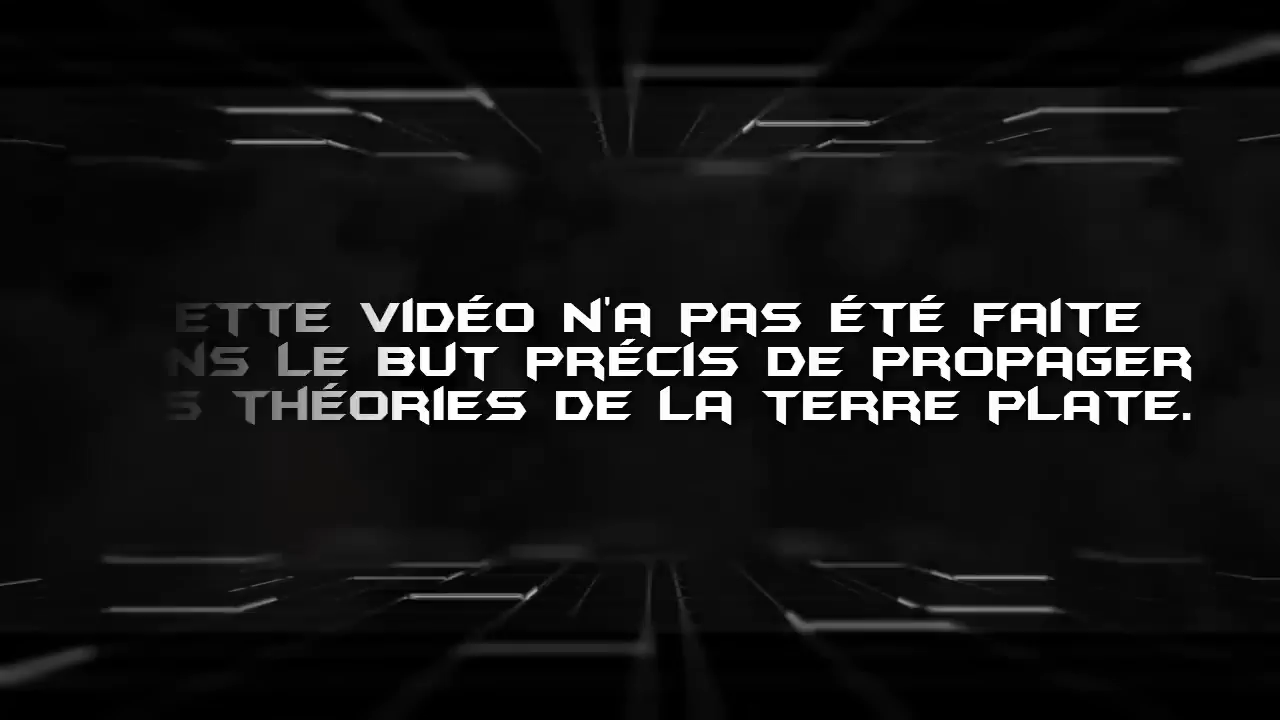 ETTE VIDÉO N'A PAS ÉTÉ FAITE
NS LE BUT PRÉCIS DE PROPAGER
S THÉORIES DE LA TERRE PLATE.